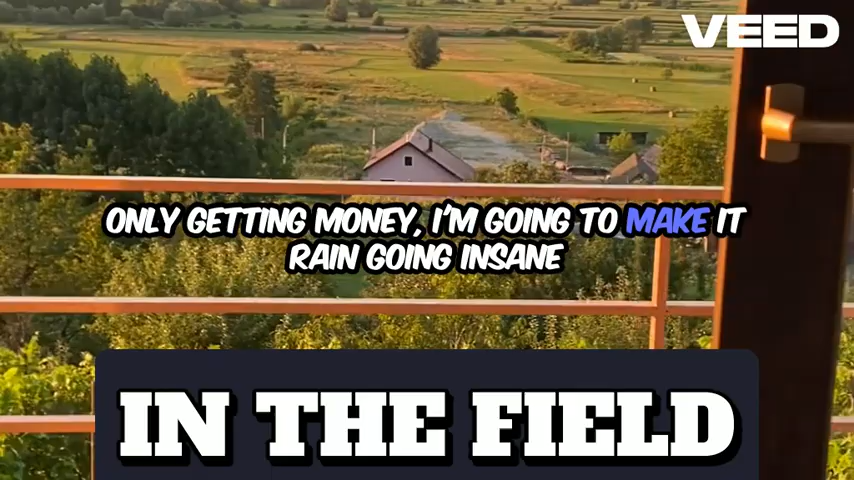 VEED
ONLY GETTING MONEY, I'M GOING TO MAKE IT
RAIN GOING INSANE
IN THE FIELD